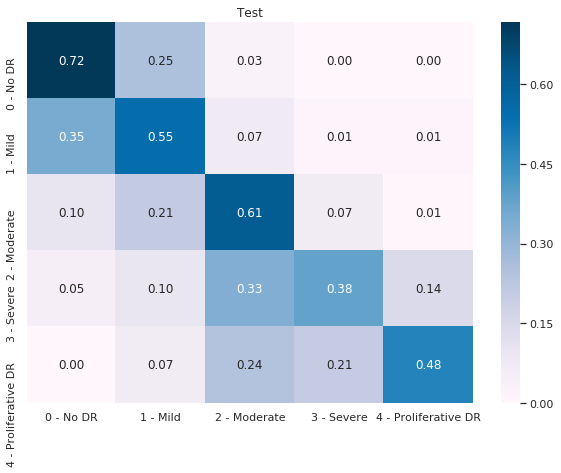 Test
0 - No DR
0.72 0.25 0.03 0.00 0.00
1 - Mild
0.35 0.55 0.07 0.01 0.01
2 - Moderate
0.10 0.21 0.61 0.07 0.01
3 - Severe
0.05 0.10 0.33 0.38 0.14
4 - Proliferative DR
0.00 0.07 0.24 0.21 0.48
0 - No DR 1 - Mild 2 - Moderate 3 - Severe 4 - Proliferative DR
0.60
0.45
0.30
0.15
0.00